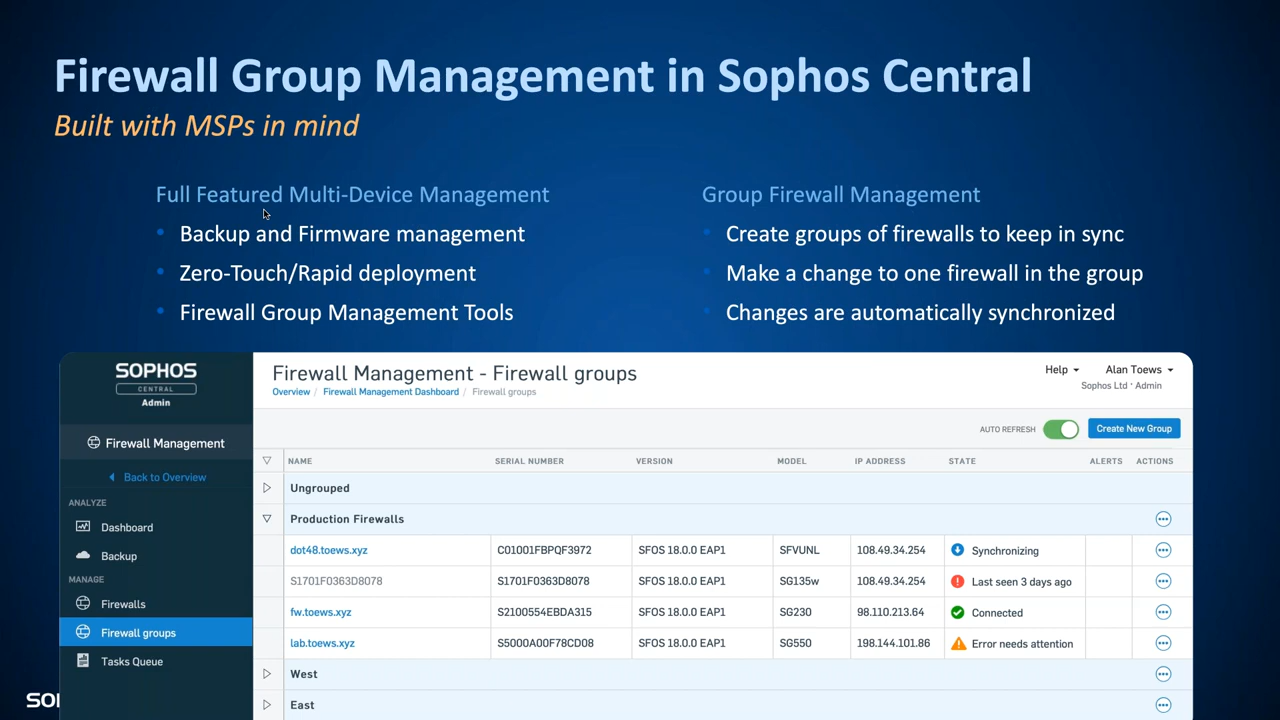 Firewall Group Management in Sophos Central
Built with MSPs in mind
Full Featured Multi-Device Management
Backup and Firmware management
Zero-Touch/Rapid deployment
Firewall Group Management Tools
Group Firewall Management
Create groups of firewalls to keep in sync
Make a change to one firewall in the group
Changes are automatically synchronized
SOPHOS
CENTRAL
Admin
Firewall Management
Back to Overview
ANALYZE
Dashboard
Backup
MANAGE
Firewalls
Firewall groups
Tasks Queue
Firewall Management - Firewall groups
Overview / Firewall Management Dashboard / Firewall groups
Help
Alan Toews
Sophos Ltd · Admin
AUTO REFRESH
Create New Group
NAME SERIAL NUMBER VERSION MODEL IP ADDRESS STATE ALERTS ACTIONS
Ungrouped
Production Firewalls
dot48.toews.xyz C01001FBPQF3972 SFOS 18.0.0 EAP1 SFVUNL 108.49.34.254 Synchronizing
S1701F0363D8078 S1701F0363D8078 SFOS 18.0.0 EAP1 SG135w 108.49.34.254 Last seen 3 days ago
fw.toews.xyz S2100554EBDA315 SFOS 18.0.0 EAP1 SG230 98.110.213.64 Connected
lab.toews.xyz S5000A00F78CD08 SFOS 18.0.0 EAP1 SG550 198.144.101.86 Error needs attention
West
East